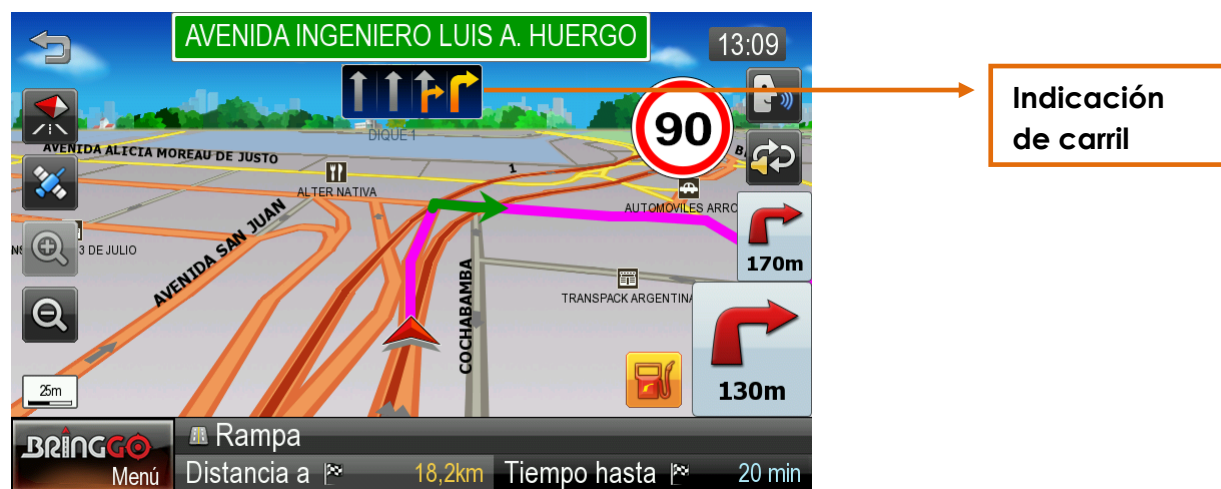 AVENIDA INGENIERO LUIS A. HUERGO
13:09
Indicación
de carril
90
DIQUE 1
AVENIDA ALICIA MOREAU DE JUSTO
1
ALTER NATIVA
AUTOMOVILES ARRO
3 DE JULIO
AVENIDA SAN JUAN
COCHABAMBA
TRANSPACK ARGENTINA
170m
130m
25m
BRINGGO
Menú
Rampa
Distancia a 18,2km Tiempo hasta 20 min